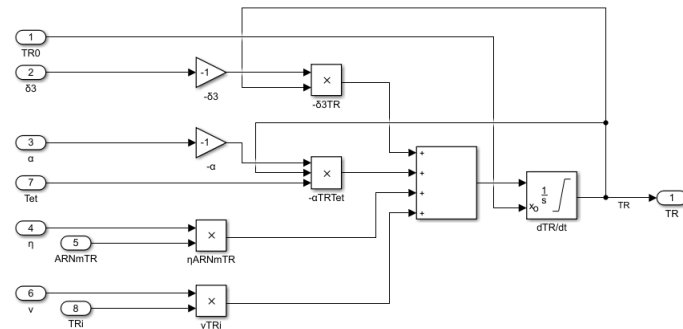 1
TR0
2
δ3
-1
-δ3
×
-δ3TR
3
α
-1
-α
7
Tet
×
-αTRTet
+
+
+
+
1
s
x₀
dTR/dt
TR
1
TR
4
η
5
ARNmTR
×
ηARNmTR
6
ν
8
TRi
×
νTRi